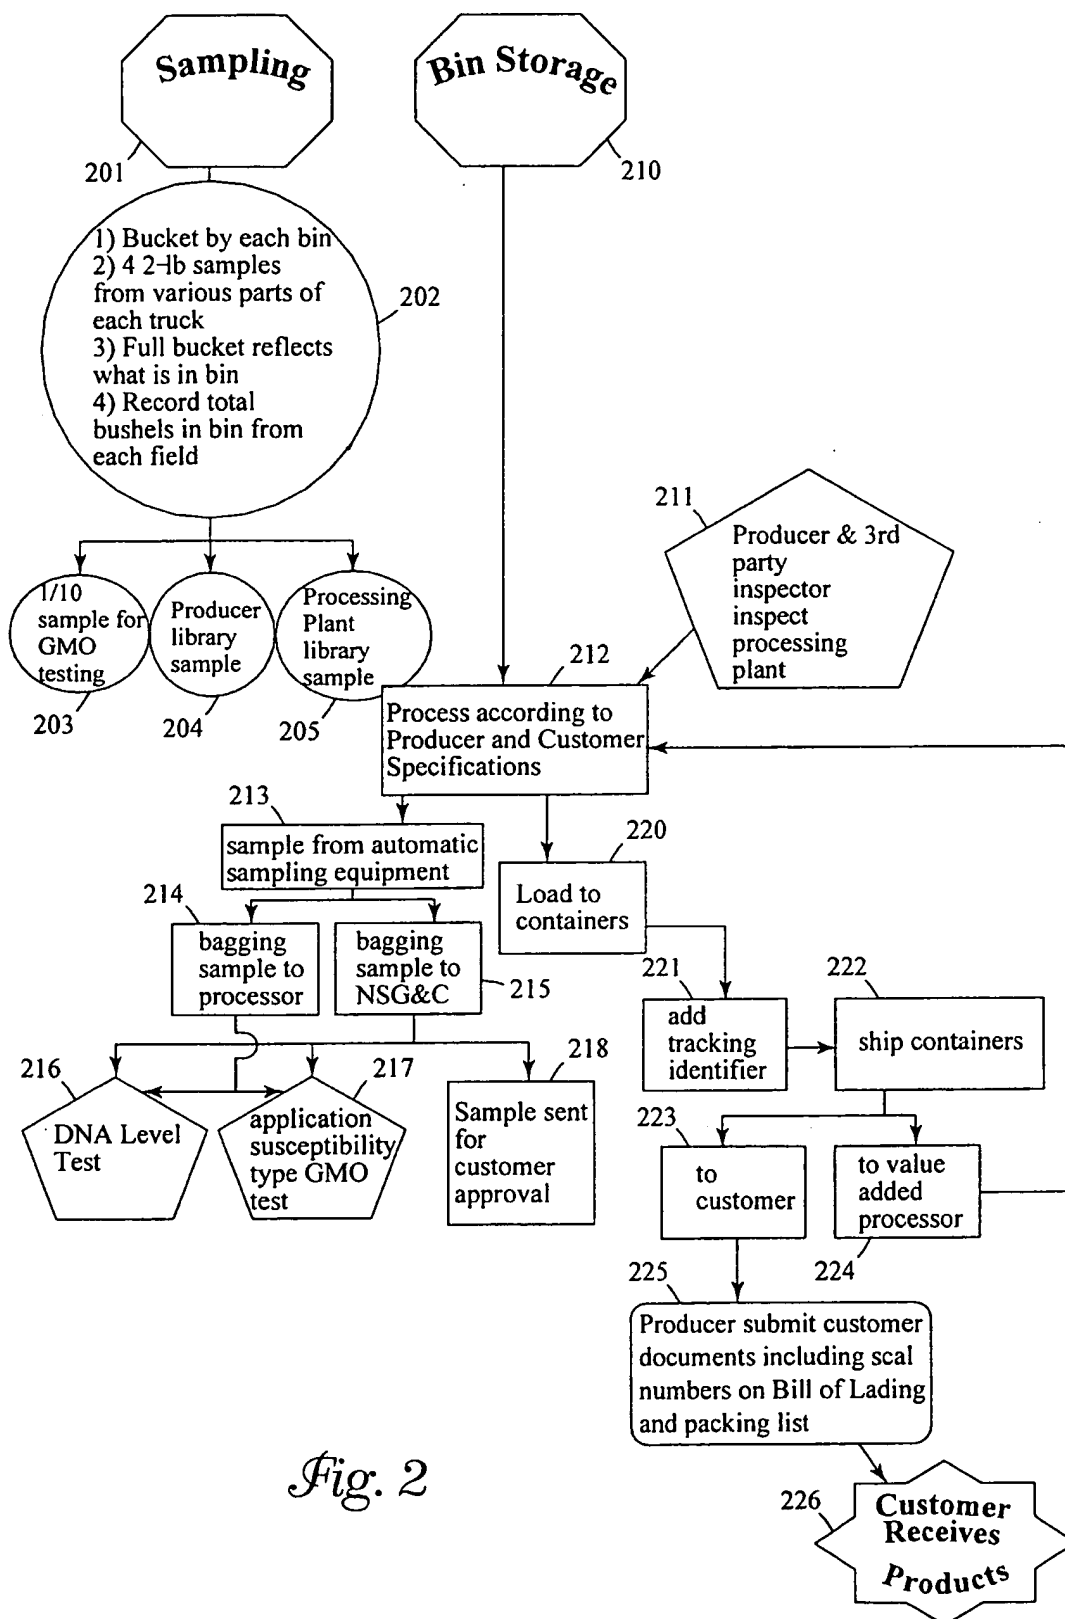 Sampling
Bin Storage
201
210
1) Bucket by each bin
2) 4 2-lb samples
from various parts of
each truck
3) Full bucket reflects
what is in bin
4) Record total
bushels in bin from
each field
202
211
Producer & 3rd
party
inspector
inspect
processing
plant
1/10
sample for
GMO
testing
Producer
library
sample
Processing
Plant
library
sample
203
204
205
212
Process according to
Producer and Customer
Specifications
213
sample from automatic
sampling equipment
220
Load to
containers
214
bagging
sample to
processor
bagging
sample to
NSG&C
215
221
add
tracking
identifier
222
ship containers
216
DNA Level
Test
217
application
susceptibility
type GMO
test
218
Sample sent
for
customer
approval
223
to
customer
to value
added
processor
224
225
Producer submit customer
documents including scal
numbers on Bill of Lading
and packing list
Fig. 2
226
Customer
Receives
Products